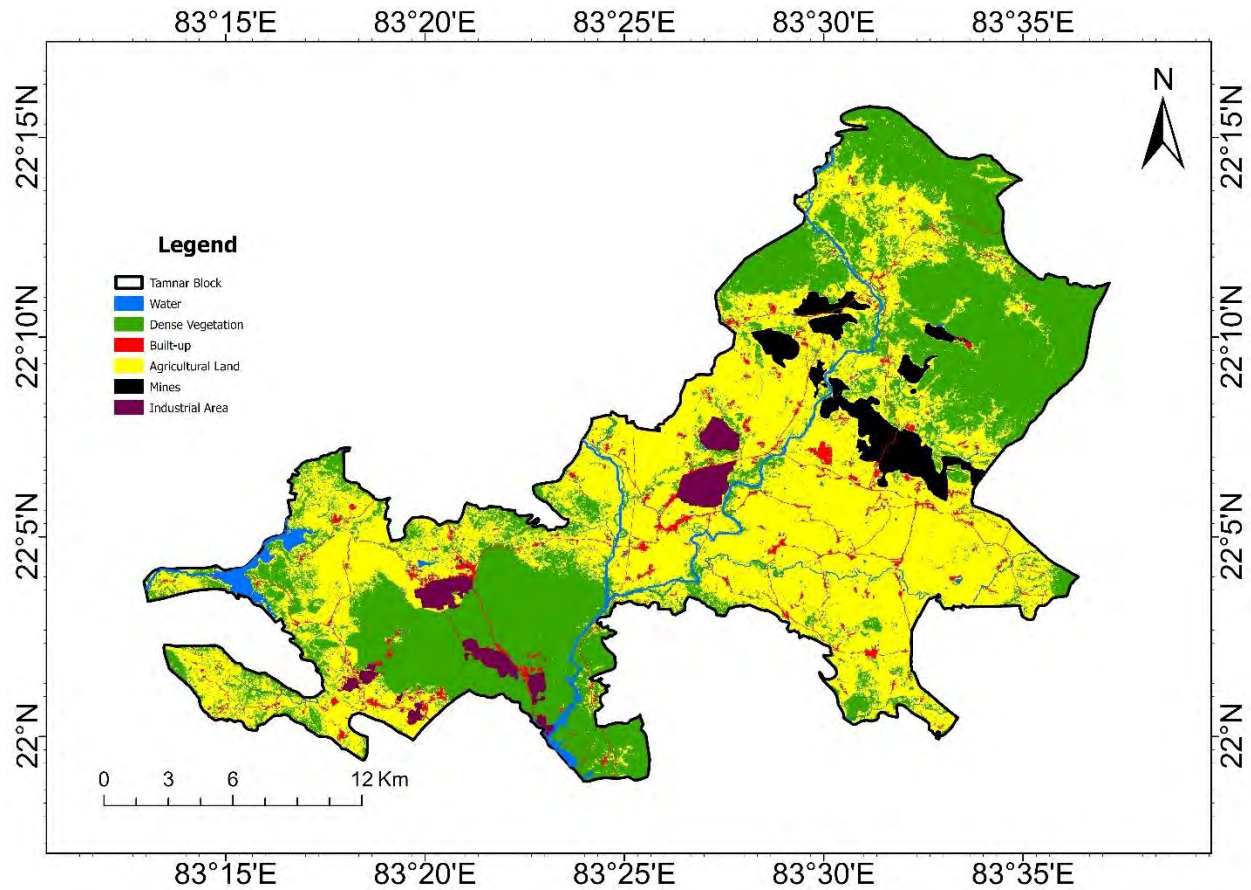 83°15'E 83°20'E 83°25'E 83°30'E 83°35'E
N
22°15'N 22°15'N
Legend
Tamnar Block
Water
Dense Vegetation
Built-up
Agricultural Land
Mines
Industrial Area
22°10'N 22°10'N
22°5'N 22°5'N
22°N 22°N
0 3 6 12 Km
83°15'E 83°20'E 83°25'E 83°30'E 83°35'E